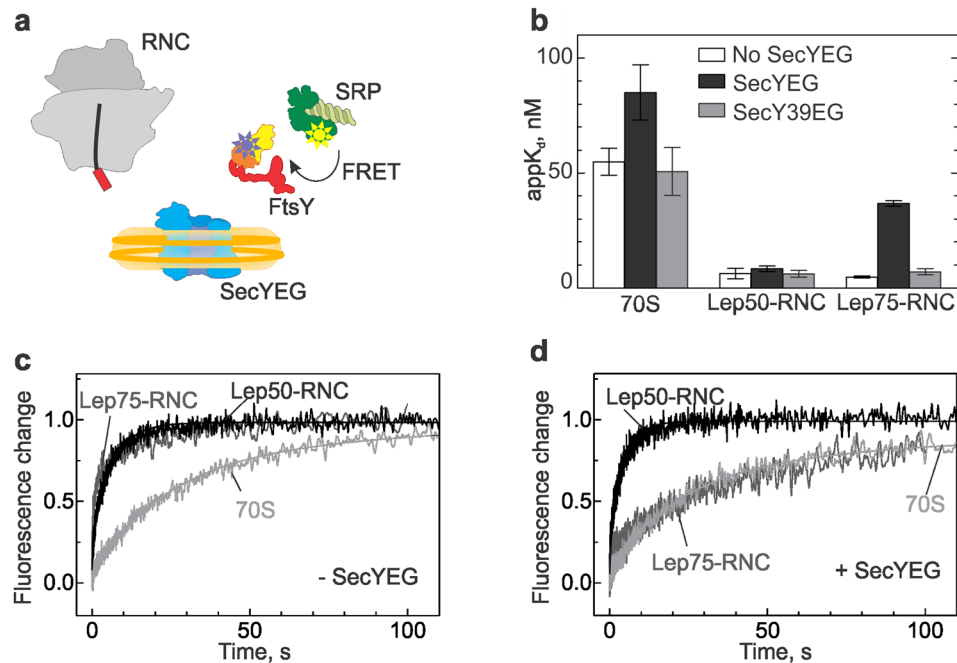 a
RNC
SRP
FRET
FtsY
SecYEG
b
100
50
0
appKd, nM
No SecYEG
SecYEG
SecY39EG
70S
Lep50-RNC
Lep75-RNC
c
Lep75-RNC
Lep50-RNC
70S
- SecYEG
Fluorescence change
1.0
0.5
0.0
0
50
100
Time, s
d
Lep50-RNC
70S
Lep75-RNC
+ SecYEG
Fluorescence change
1.0
0.5
0.0
0
50
100
Time, s